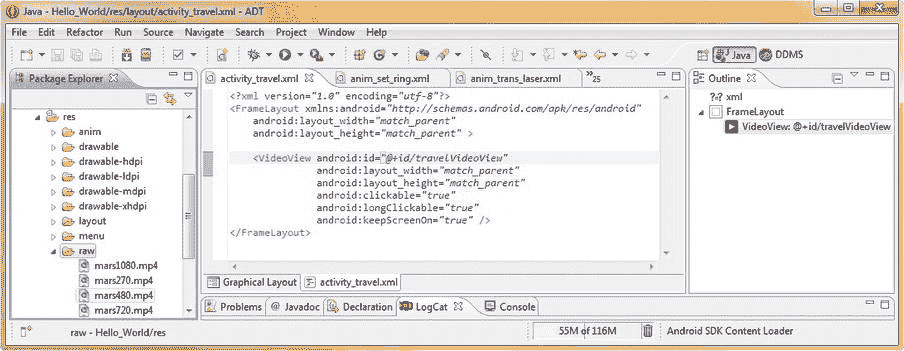 Java - Hello_World/res/layout/activity_travel.xml - ADT
File Edit Refactor Run Source Navigate Search Project Window Help
Java DDMS
Package Explorer
res
anim
drawable
drawable-hdpi
drawable-ldpi
drawable-mdpi
drawable-xhdpi
layout
menu
raw
mars1080.mp4
mars270.mp4
mars480.mp4
mars720.mp4
activity_travel.xml anim_set_ring.xml anim_trans_laser.xml »25
<?xml version="1.0" encoding="utf-8"?>
<FrameLayout xmlns:android="http://schemas.android.com/apk/res/android"
android:layout_width="match_parent"
android:layout_height="match_parent" >
<VideoView android:id="@+id/travelVideoView"
android:layout_width="match_parent"
android:layout_height="match_parent"
android:clickable="true"
android:longClickable="true"
android:keepScreenOn="true" />
</FrameLayout>
Graphical Layout activity_travel.xml
Outline
xml
FrameLayout
VideoView: @+id/travelVideoView
Problems @ Javadoc Declaration LogCat Console
raw - Hello_World/res 55M of 116M Android SDK Content Loader